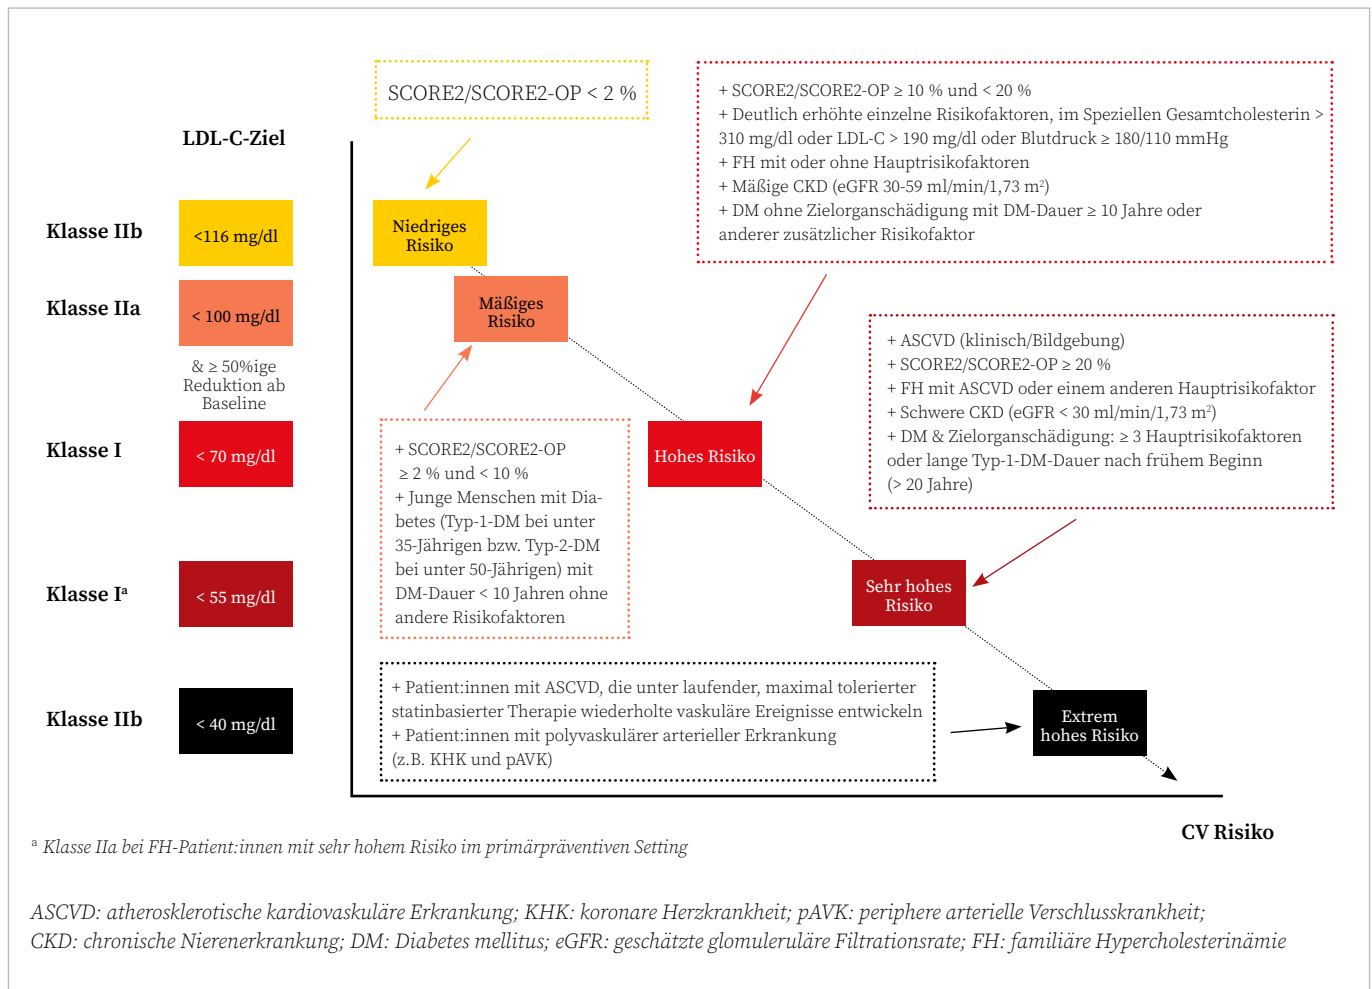 SCORE2/SCORE2-OP < 2 %
+ SCORE2/SCORE2-OP ≥ 10 % und < 20 %
+ Deutlich erhöhte einzelne Risikofaktoren, im Speziellen Gesamtcholesterin >
310 mg/dl oder LDL-C > 190 mg/dl oder Blutdruck ≥ 180/110 mmHg
+ FH mit oder ohne Hauptrisikofaktoren
+ Mäßige CKD (eGFR 30-59 ml/min/1,73 m²)
+ DM ohne Zielorganschädigung mit DM-Dauer ≥ 10 Jahre oder
anderer zusätzlicher Risikofaktor
LDL-C-Ziel
Klasse IIb
<116 mg/dl
Niedriges
Risiko
Klasse IIa
< 100 mg/dl
Mäßiges
Risiko
& ≥ 50%ige
Reduktion ab
Baseline
+ ASCVD (klinisch/Bildgebung)
+ SCORE2/SCORE2-OP ≥ 20 %
+ FH mit ASCVD oder einem anderen Hauptrisikofaktor
+ Schwere CKD (eGFR < 30 ml/min/1,73 m²)
+ DM & Zielorganschädigung: ≥ 3 Hauptrisikofaktoren
oder lange Typ-1-DM-Dauer nach frühem Beginn
(> 20 Jahre)
Klasse I
< 70 mg/dl
+ SCORE2/SCORE2-OP
≥ 2 % und < 10 %
+ Junge Menschen mit Dia-
betes (Typ-1-DM bei unter
35-Jährigen bzw. Typ-2-DM
bei unter 50-Jährigen) mit
DM-Dauer < 10 Jahren ohne
andere Risikofaktoren
Hohes Risiko
Klasse Iª
< 55 mg/dl
Sehr hohes
Risiko
Klasse IIb
< 40 mg/dl
+ Patient:innen mit ASCVD, die unter laufender, maximal tolerierter
statinbasierter Therapie wiederholte vaskuläre Ereignisse entwickeln
+ Patient:innen mit polyvaskulärer arterieller Erkrankung
(z.B. KHK und pAVK)
Extrem
hohes Risiko
CV Risiko
ª Klasse IIa bei FH-Patient:innen mit sehr hohem Risiko im primärpräventiven Setting
ASCVD: atherosklerotische kardiovaskuläre Erkrankung; KHK: koronare Herzkrankheit; pAVK: periphere arterielle Verschlusskrankheit;
CKD: chronische Nierenerkrankung; DM: Diabetes mellitus; eGFR: geschätzte glomuleruläre Filtrationsrate; FH: familiäre Hypercholesterinämie